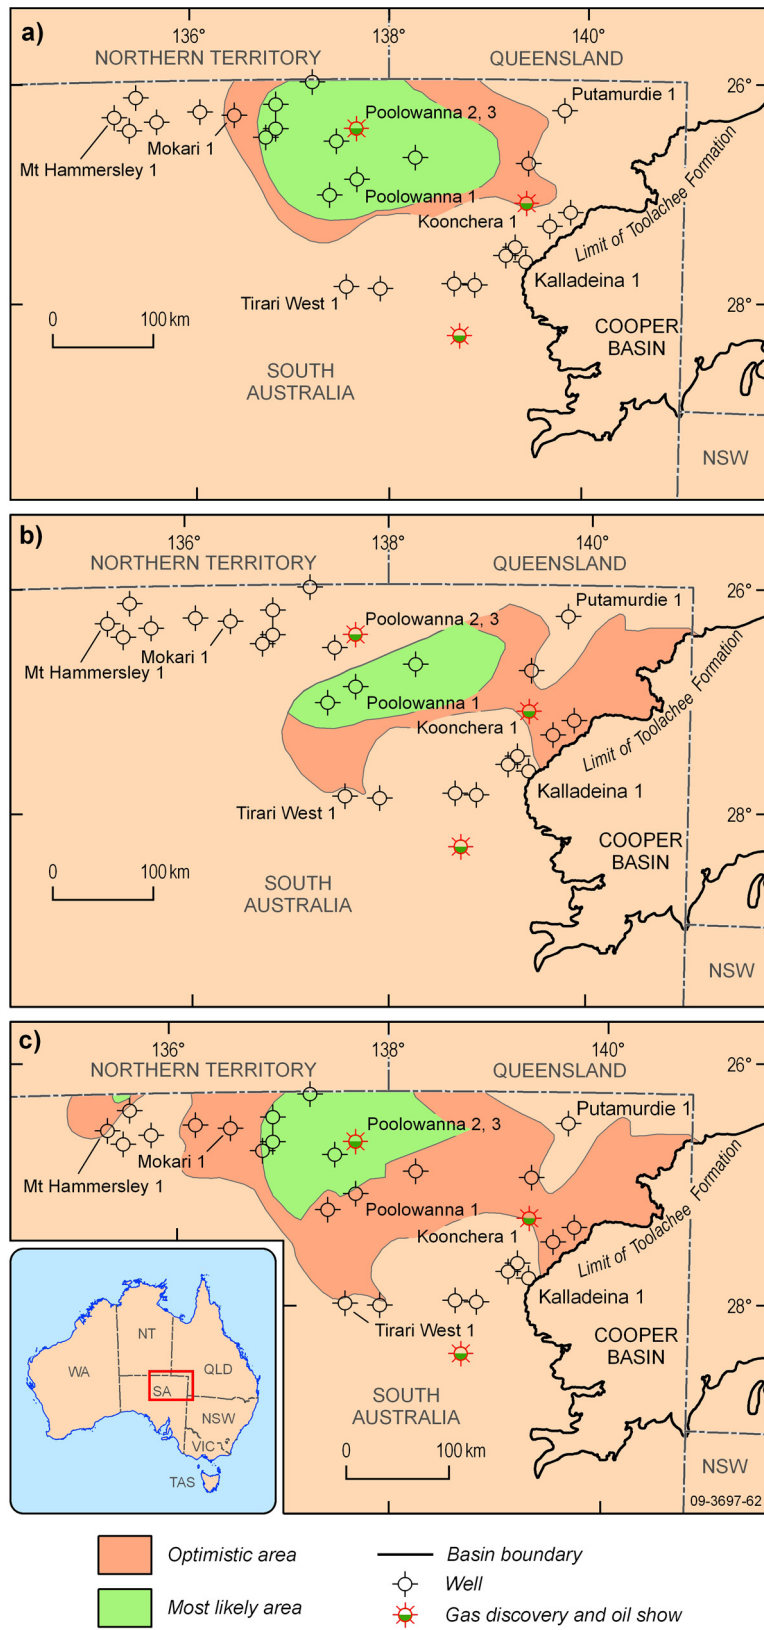 a)
136°
138°
140°
NORTHERN TERRITORY
QUEENSLAND
26°
Putamurdie 1
Poolowanna 2, 3
Mokari 1
Mt Hammersley 1
Limit of Toolachee Formation
Poolowanna 1
Koonchera 1
Kalladeina 1
Tirari West 1
28°
0
100 km
COOPER
BASIN
SOUTH
AUSTRALIA
NSW
b)
136°
138°
140°
NORTHERN TERRITORY
QUEENSLAND
26°
Putamurdie 1
Poolowanna 2, 3
Mokari 1
Mt Hammersley 1
Limit of Toolachee Formation
Poolowanna 1
Koonchera 1
Kalladeina 1
Tirari West 1
28°
COOPER
BASIN
0
100 km
SOUTH
AUSTRALIA
NSW
c)
136°
138°
140°
NORTHERN TERRITORY
QUEENSLAND
26°
Putamurdie 1
Poolowanna 2, 3
Mokari 1
Mt Hammersley 1
Limit of Toolachee Formation
Poolowanna 1
Koonchera 1
Kalladeina 1
28°
Tirari West 1
COOPER
BASIN
SOUTH
AUSTRALIA
0
100 km
NSW
09-3697-62
NT
WA
QLD
SA
NSW
VIC
TAS
Optimistic area
Most likely area
Basin boundary
Well
Gas discovery and oil show